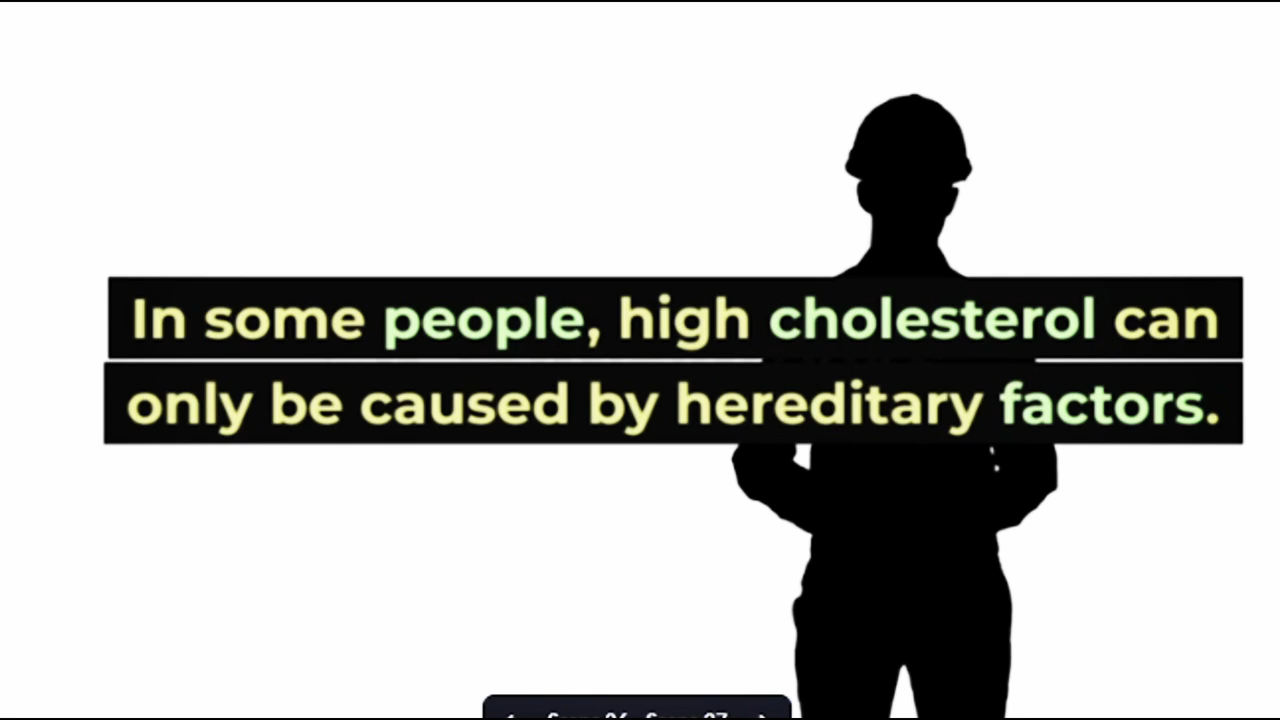 In some people, high cholesterol can
only be caused by hereditary factors.